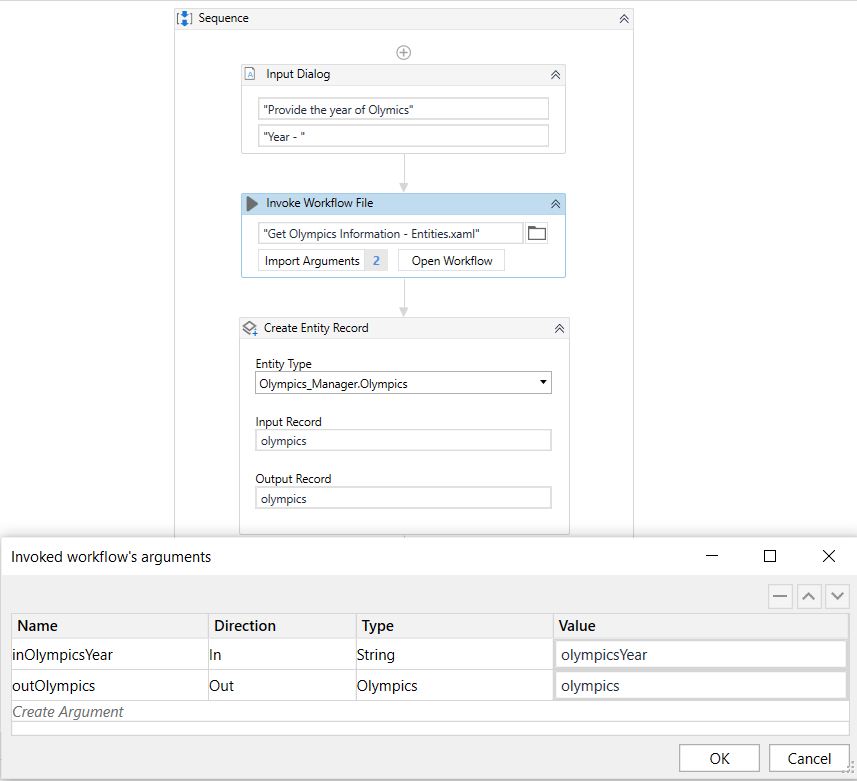 Sequence
Input Dialog
"Provide the year of Olymics"
"Year - "
Invoke Workflow File
"Get Olympics Information - Entities.xaml"
Import Arguments 2 Open Workflow
Create Entity Record
Entity Type
Olympics_Manager.Olympics
Input Record
olympics
Output Record
olympics
Invoked workflow's arguments
Name Direction Type Value
inOlympicsYear In String olympicsYear
outOlympics Out Olympics olympics
Create Argument
OK Cancel